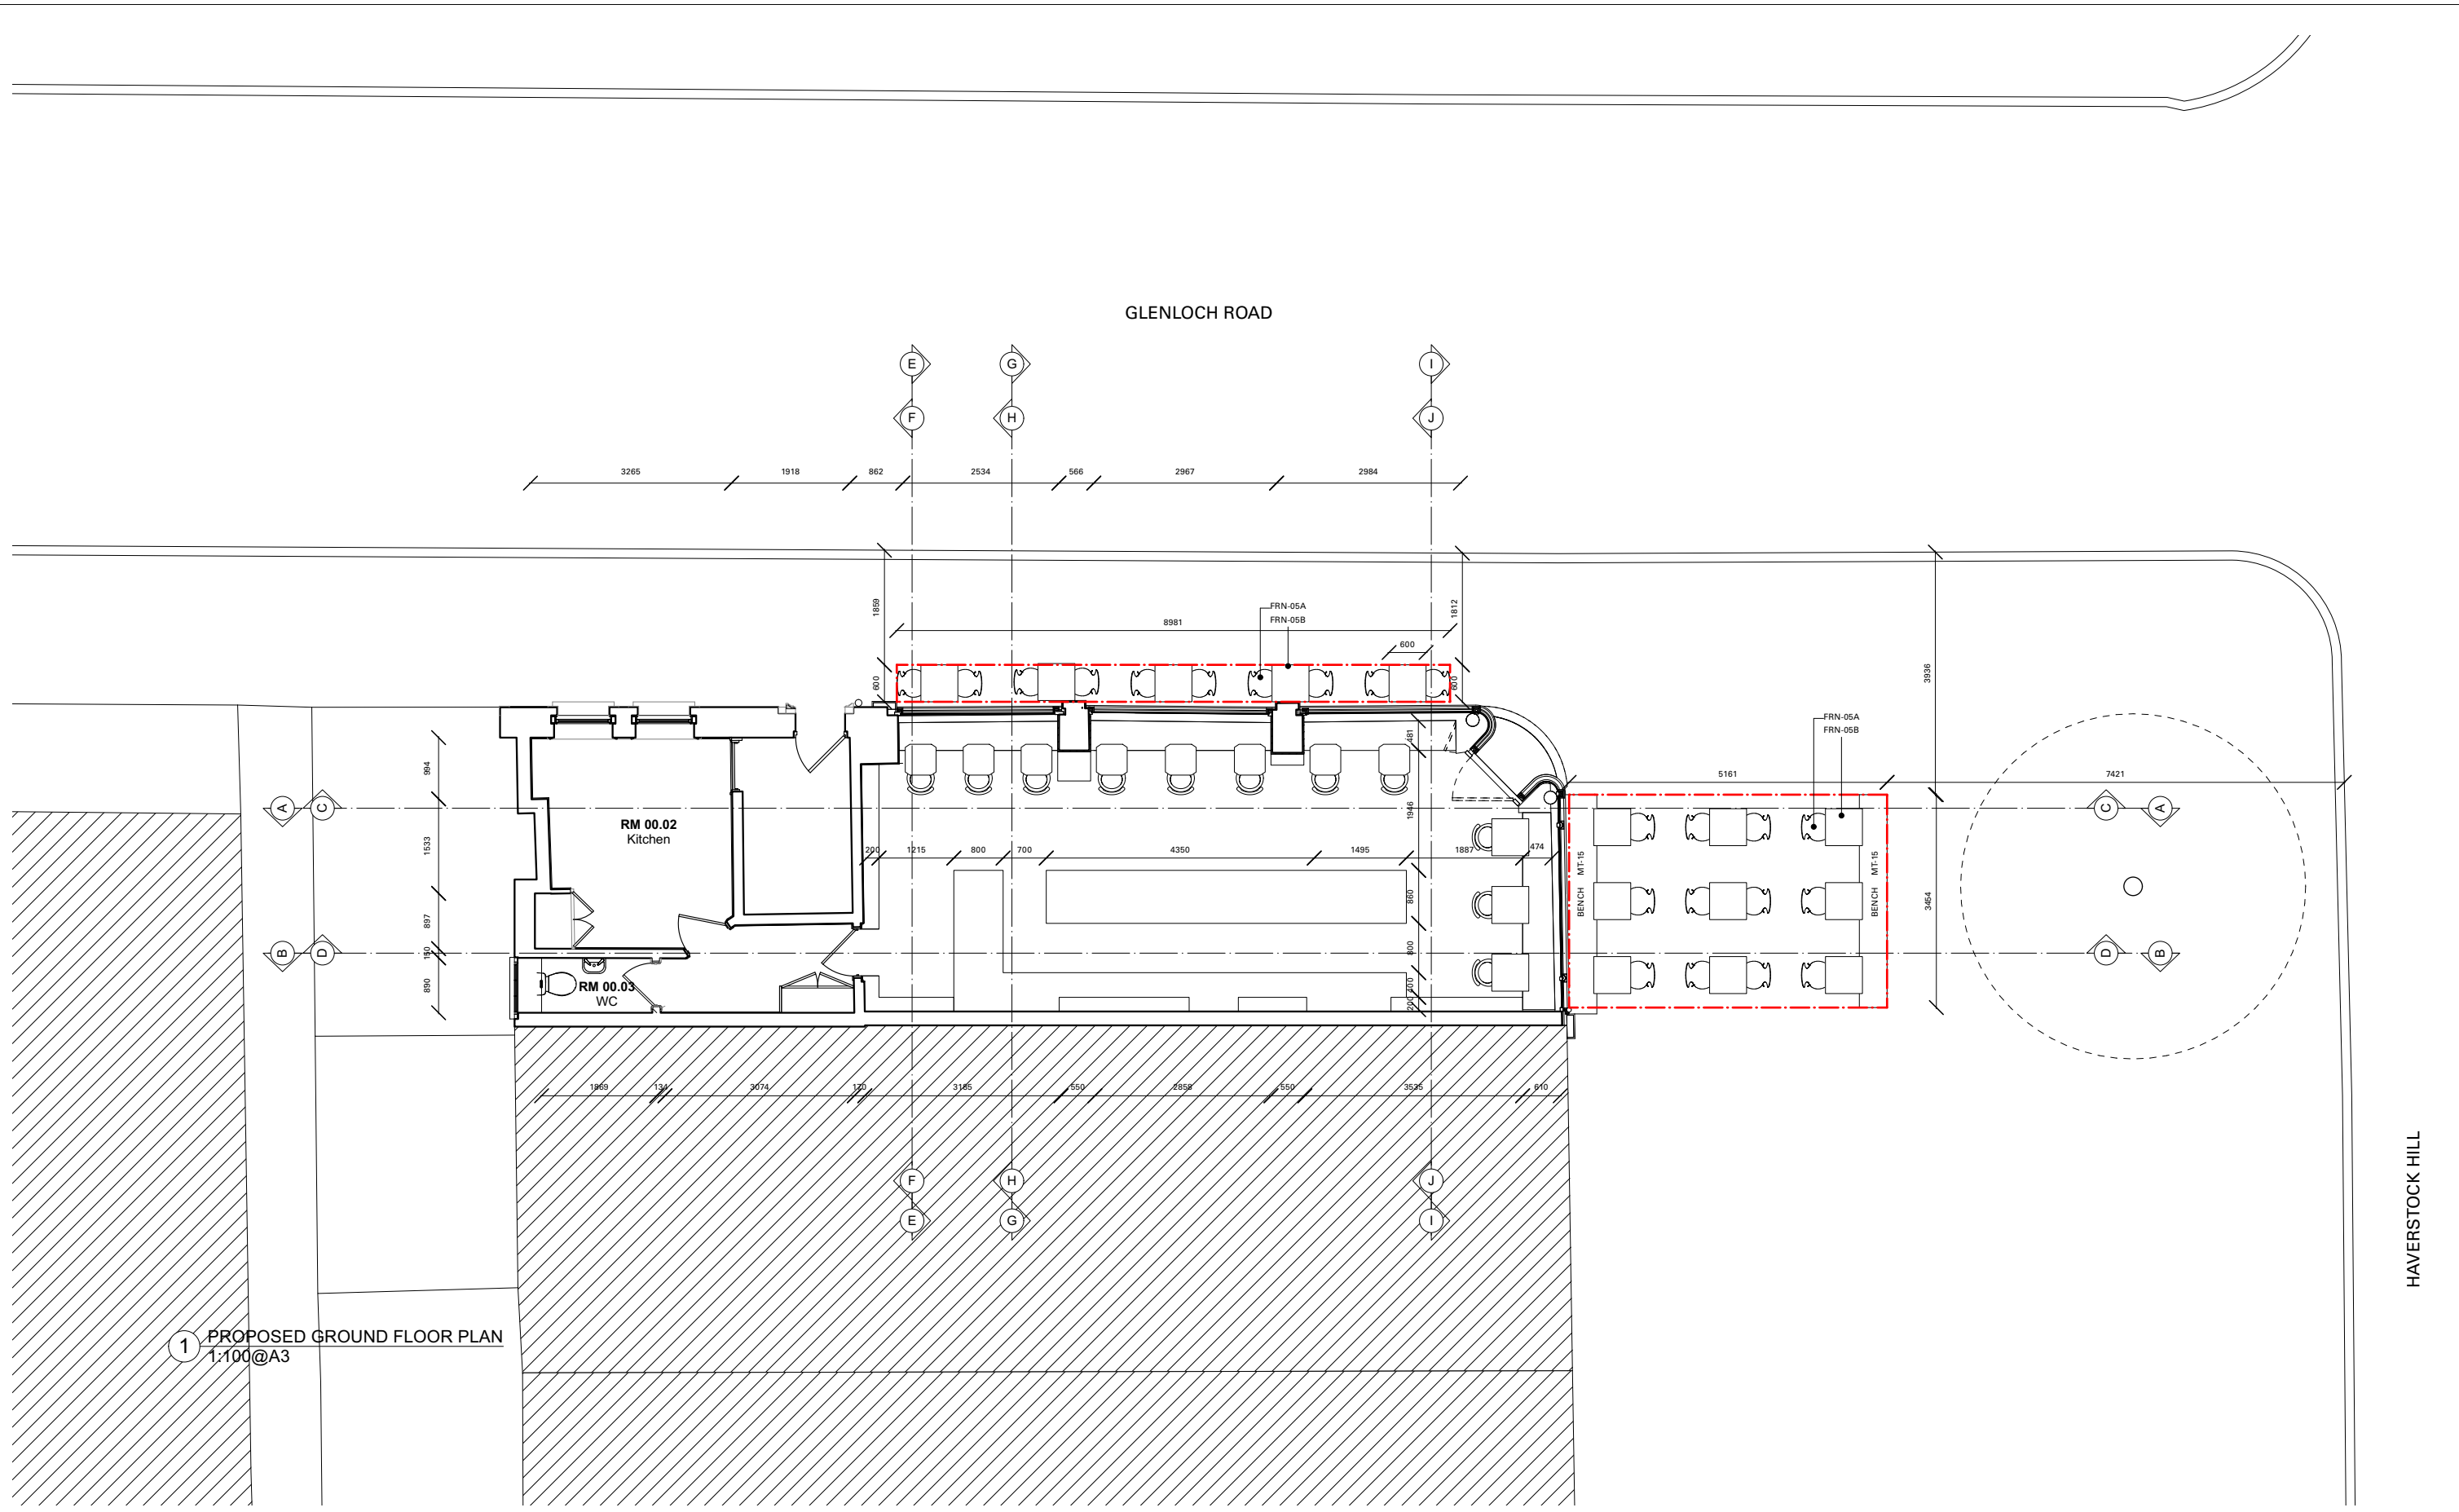 GLENLOCH ROAD
E
G
I
F
H
J
3265
1918
862
2534
566
2967
2984
1859
8981
FRN-05A
FRN-05B
1812
600
600
600
3936
FRN-05A
FRN-05B
5161
7421
994
481
A
C
C
A
RM 00.02
Kitchen
1533
1946
200
1215
800
700
4350
1495
1887
474
BENCH MT-15
BENCH MT-15
3454
860
897
800
B
D
D
B
150
890
RM 00.03
WC
400
200
1869
134
3074
170
3185
550
2858
550
3535
610
F
H
J
E
G
I
HAVERSTOCK HILL
1
PROPOSED GROUND FLOOR PLAN
1:100@A3